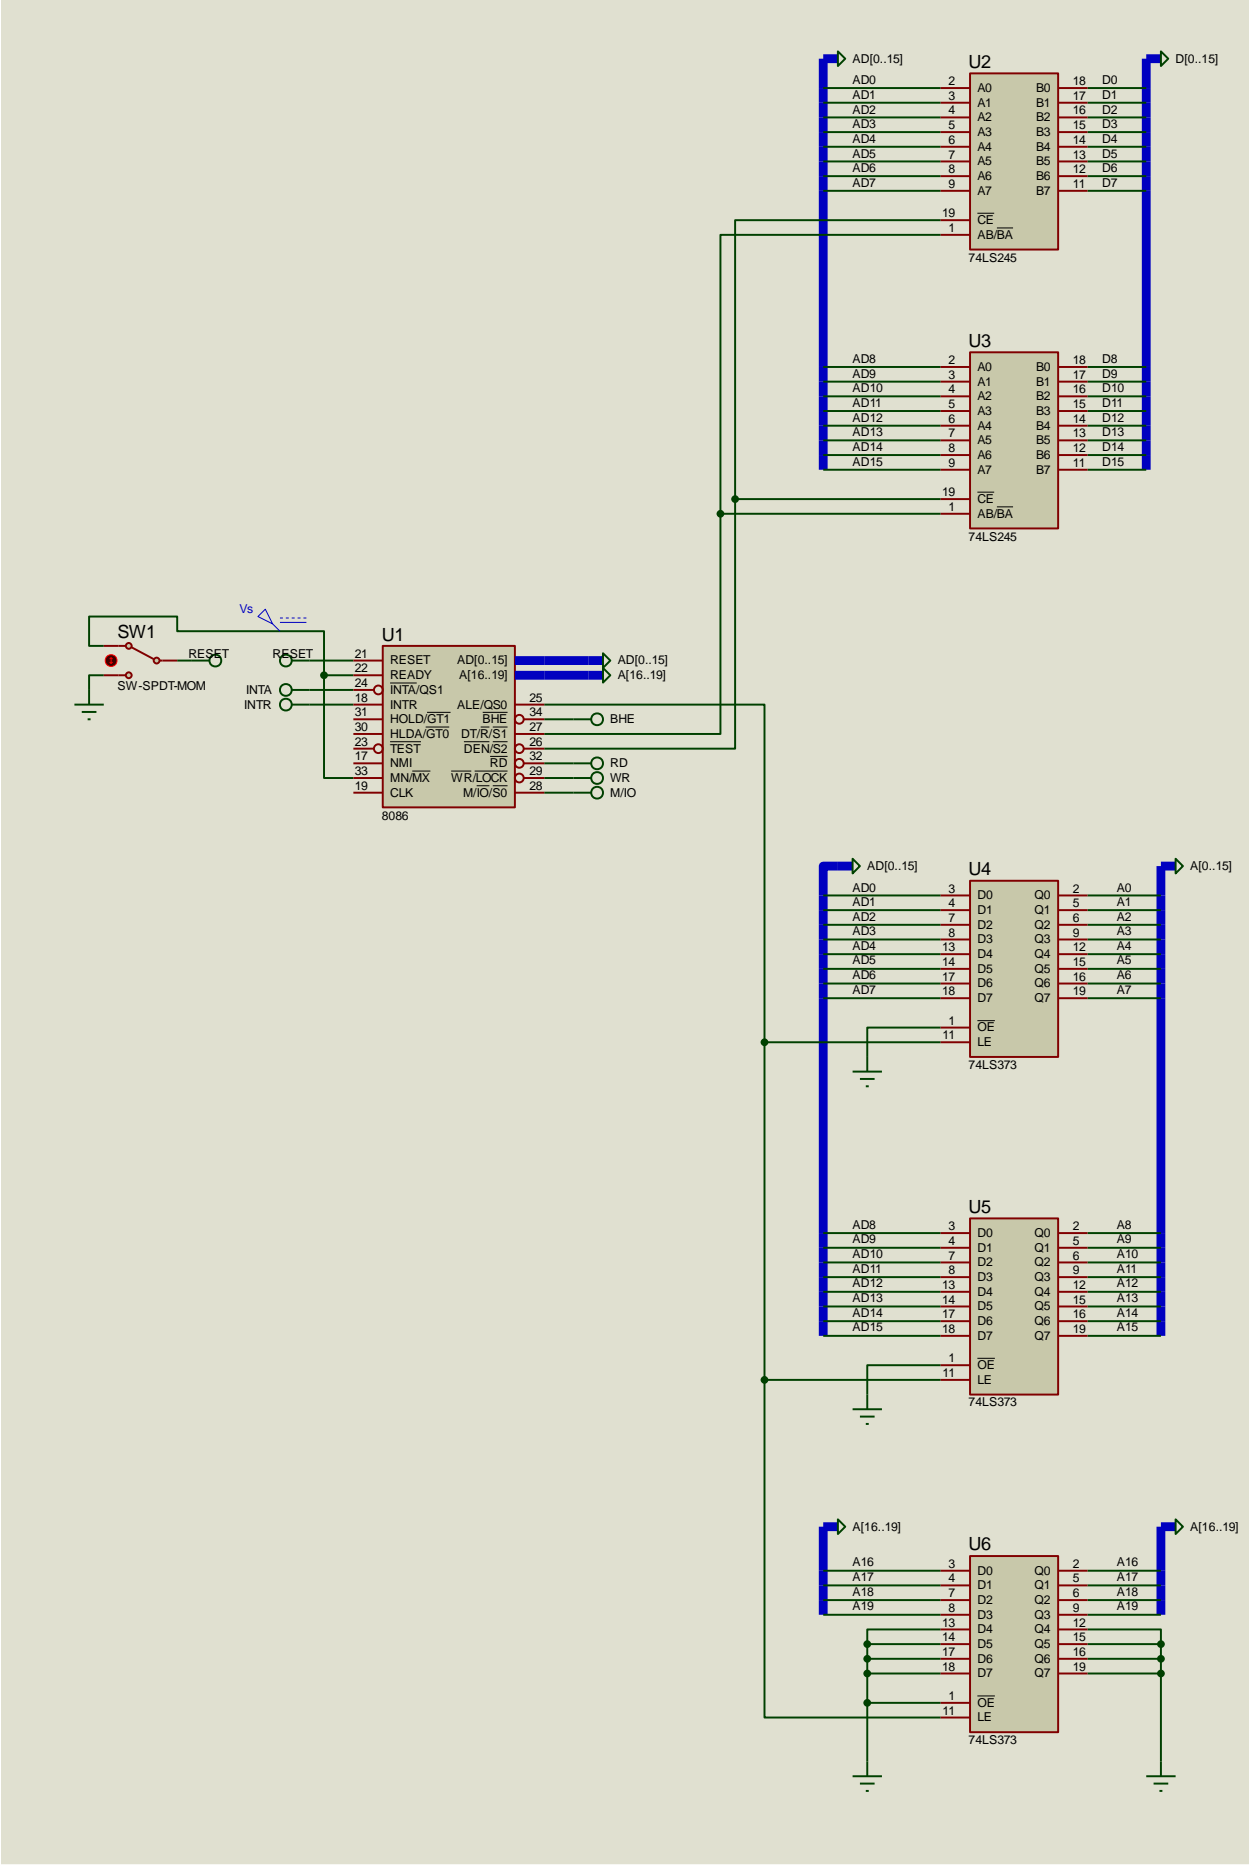 AD[0..15]
D[0..15]
U2
AD0 2 A0 B0 18 D0
AD1 3 A1 B1 17 D1
AD2 4 A2 B2 16 D2
AD3 5 A3 B3 15 D3
AD4 6 A4 B4 14 D4
AD5 7 A5 B5 13 D5
AD6 8 A6 B6 12 D6
AD7 9 A7 B7 11 D7
19 CE
1 AB/BA
74LS245
U3
AD8 2 A0 B0 18 D8
AD9 3 A1 B1 17 D9
AD10 4 A2 B2 16 D10
AD11 5 A3 B3 15 D11
AD12 6 A4 B4 14 D12
AD13 7 A5 B5 13 D13
AD14 8 A6 B6 12 D14
AD15 9 A7 B7 11 D15
19 CE
1 AB/BA
74LS245
Vs
SW1
RESET
SW-SPDT-MOM
U1
RESET 21 RESET AD[0..15] AD[0..15]
22 READY A[16..19] A[16..19]
INTA 24 INTA/QS1
INTR 18 INTR ALE/QS0 25
31 HOLD/GT1 BHE 34 BHE
30 HLDA/GT0 DT/R/S1 27
23 TEST DEN/S2 26
17 NMI RD 32 RD
33 MN/MX WR/LOCK 29 WR
19 CLK M/IO/S0 28 M/IO
8086
AD[0..15]
A[0..15]
U4
AD0 3 D0 Q0 2 A0
AD1 4 D1 Q1 5 A1
AD2 7 D2 Q2 6 A2
AD3 8 D3 Q3 9 A3
AD4 13 D4 Q4 12 A4
AD5 14 D5 Q5 15 A5
AD6 17 D6 Q6 16 A6
AD7 18 D7 Q7 19 A7
1 OE
11 LE
74LS373
U5
AD8 3 D0 Q0 2 A8
AD9 4 D1 Q1 5 A9
AD10 7 D2 Q2 6 A10
AD11 8 D3 Q3 9 A11
AD12 13 D4 Q4 12 A12
AD13 14 D5 Q5 15 A13
AD14 17 D6 Q6 16 A14
AD15 18 D7 Q7 19 A15
1 OE
11 LE
74LS373
A[16..19]
A[16..19]
U6
A16 3 D0 Q0 2 A16
A17 4 D1 Q1 5 A17
A18 7 D2 Q2 6 A18
A19 8 D3 Q3 9 A19
13 D4 Q4 12
14 D5 Q5 15
17 D6 Q6 16
18 D7 Q7 19
1 OE
11 LE
74LS373